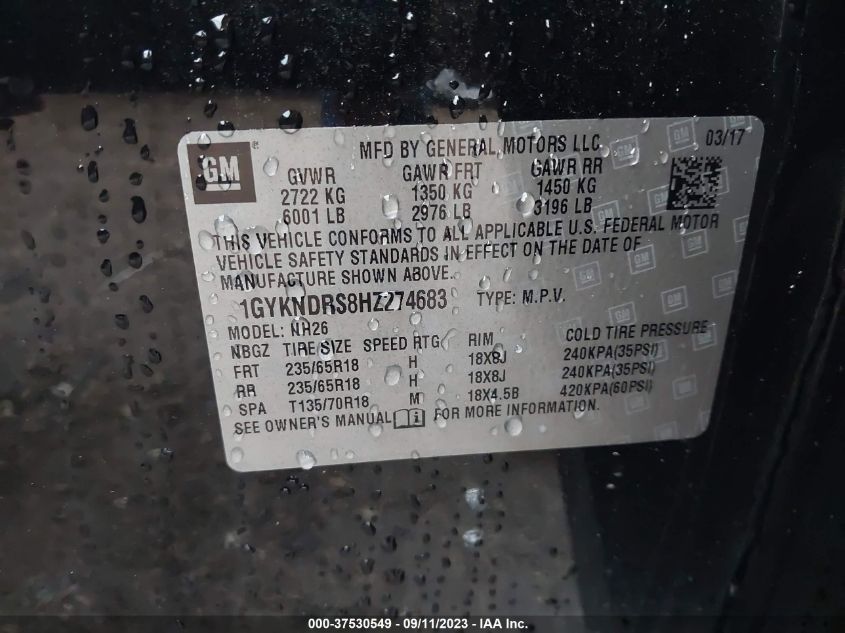 GM ®
MFD BY GENERAL MOTORS LLC
03/17
GVWR GAWR FRT GAWR RR
2722 KG 1350 KG 1450 KG
6001 LB 2976 LB 3196 LB
THIS VEHICLE CONFORMS TO ALL APPLICABLE U.S. FEDERAL MOTOR
VEHICLE SAFETY STANDARDS IN EFFECT ON THE DATE OF
MANUFACTURE SHOWN ABOVE.
1GYKNDRS8HZ274683 TYPE: M.P.V.
MODEL: NH26
NBGZ TIRE SIZE SPEED RTG RIM COLD TIRE PRESSURE
FRT 235/65R18 H 18X8J 240KPA(35PSI)
RR 235/65R18 H 18X8J 240KPA(35PSI)
SPA T135/70R18 M 18X4.5B 420KPA(60PSI)
SEE OWNER'S MANUAL i FOR MORE INFORMATION.
000-37530549 - 09/11/2023 - IAA Inc.